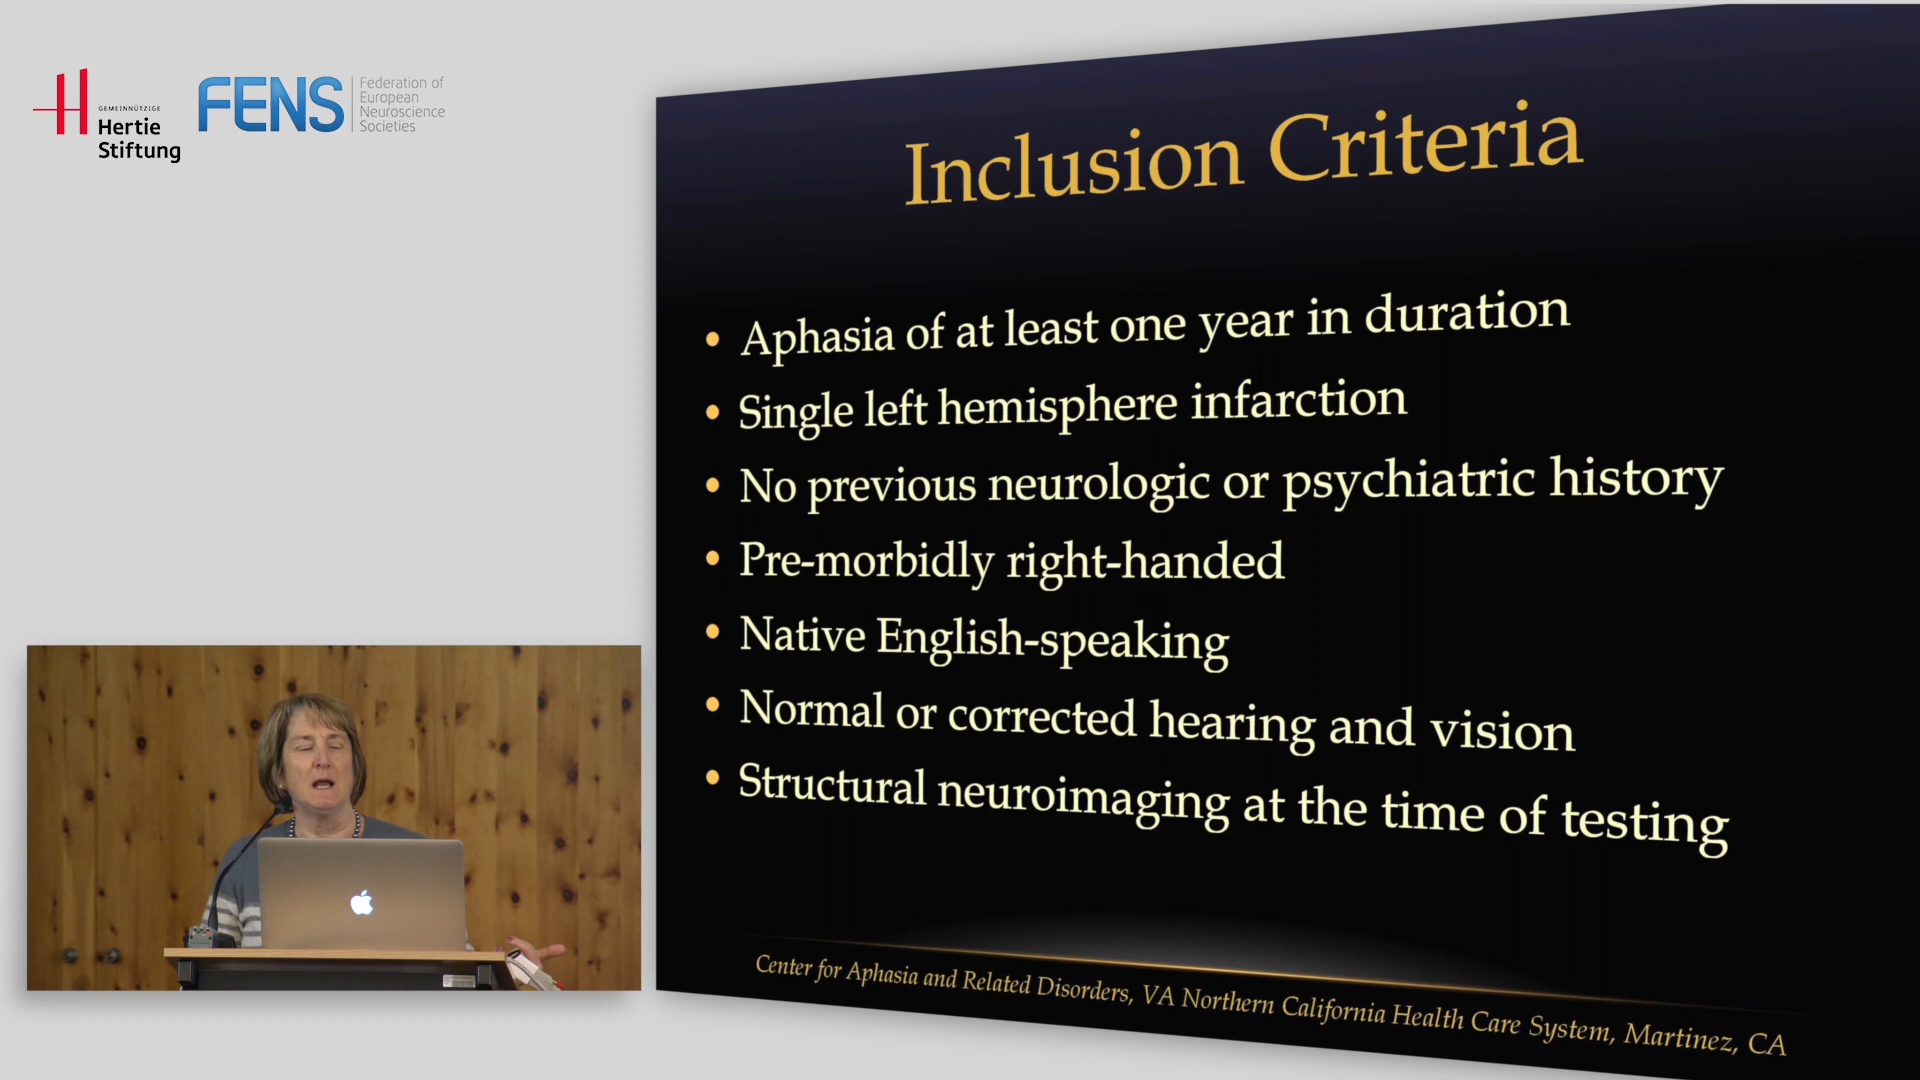 GEMEINNÜTZIGE
Hertie
Stiftung
FENS
Federation of
European
Neuroscience
Societies
Inclusion Criteria
• Aphasia of at least one year in duration
• Single left hemisphere infarction
• No previous neurologic or psychiatric history
• Pre-morbidly right-handed
• Native English-speaking
• Normal or corrected hearing and vision
• Structural neuroimaging at the time of testing
Center for Aphasia and Related Disorders, VA Northern California Health Care System, Martinez, CA